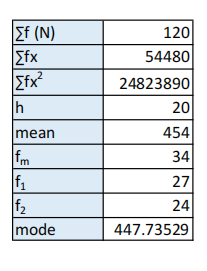 ∑f (N) 120
∑fx 54480
∑fx² 24823890
h 20
mean 454
fₘ 34
f₁ 27
f₂ 24
mode 447.73529